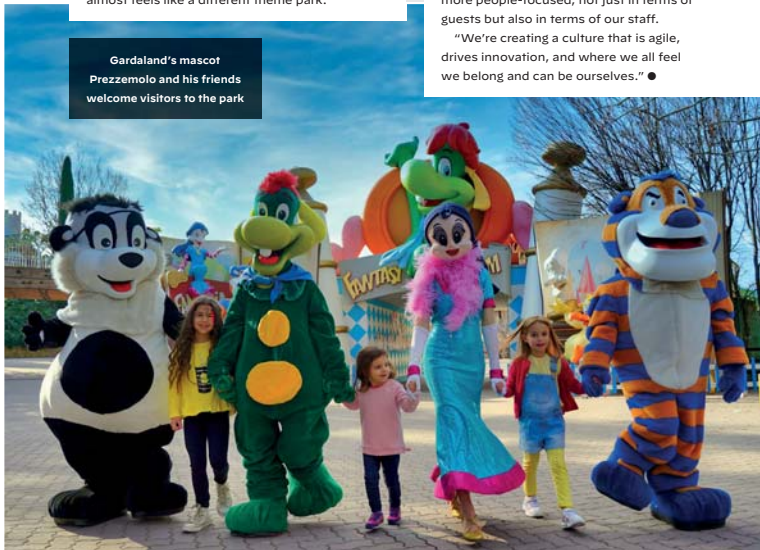 almost feels like a different theme park.
more people-focused, not just in terms of
guests but also in terms of our staff.
“We’re creating a culture that is agile,
drives innovation, and where we all feel
we belong and can be ourselves.” ●
Gardaland’s mascot
Prezzemolo and his friends
welcome visitors to the park
FANTASY